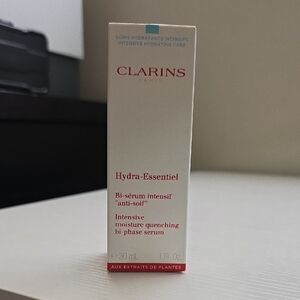 SOINS HYDRATANTS INTENSIFS
INTENSIVE HYDRATING CARE
CLARINS
PARIS
Hydra-Essentiel
Bi-sérum intensif
"anti-soif"
Intensive
moisture quenching
bi-phase serum
℮ 30 mL 1 Fl.Oz.
AUX EXTRAITS DE PLANTES